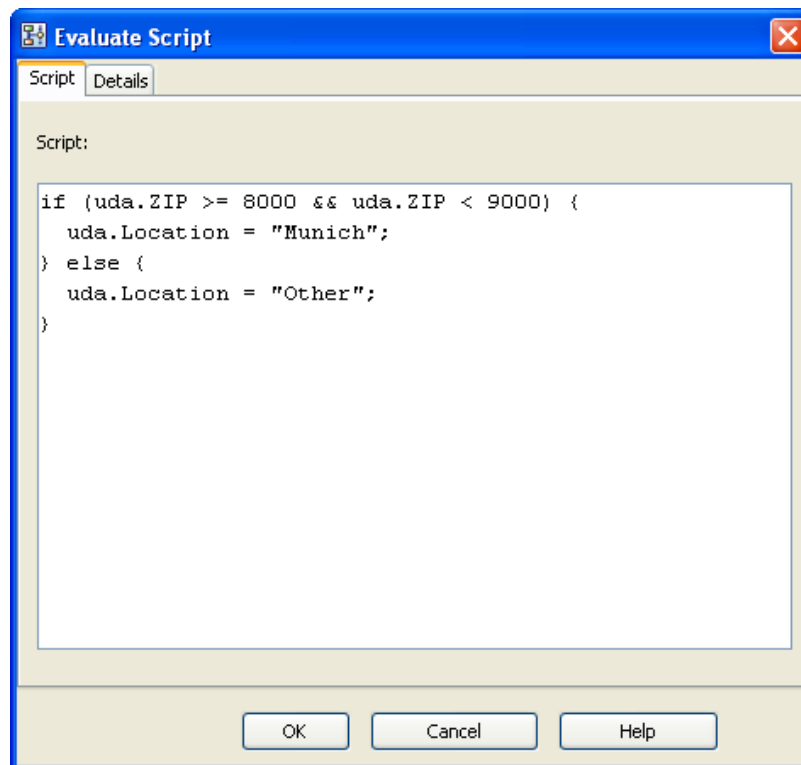 Evaluate Script
Script Details
Script:
if (uda.ZIP >= 8000 && uda.ZIP < 9000) {
  uda.Location = "Munich";
} else {
  uda.Location = "Other";
}
OK Cancel Help